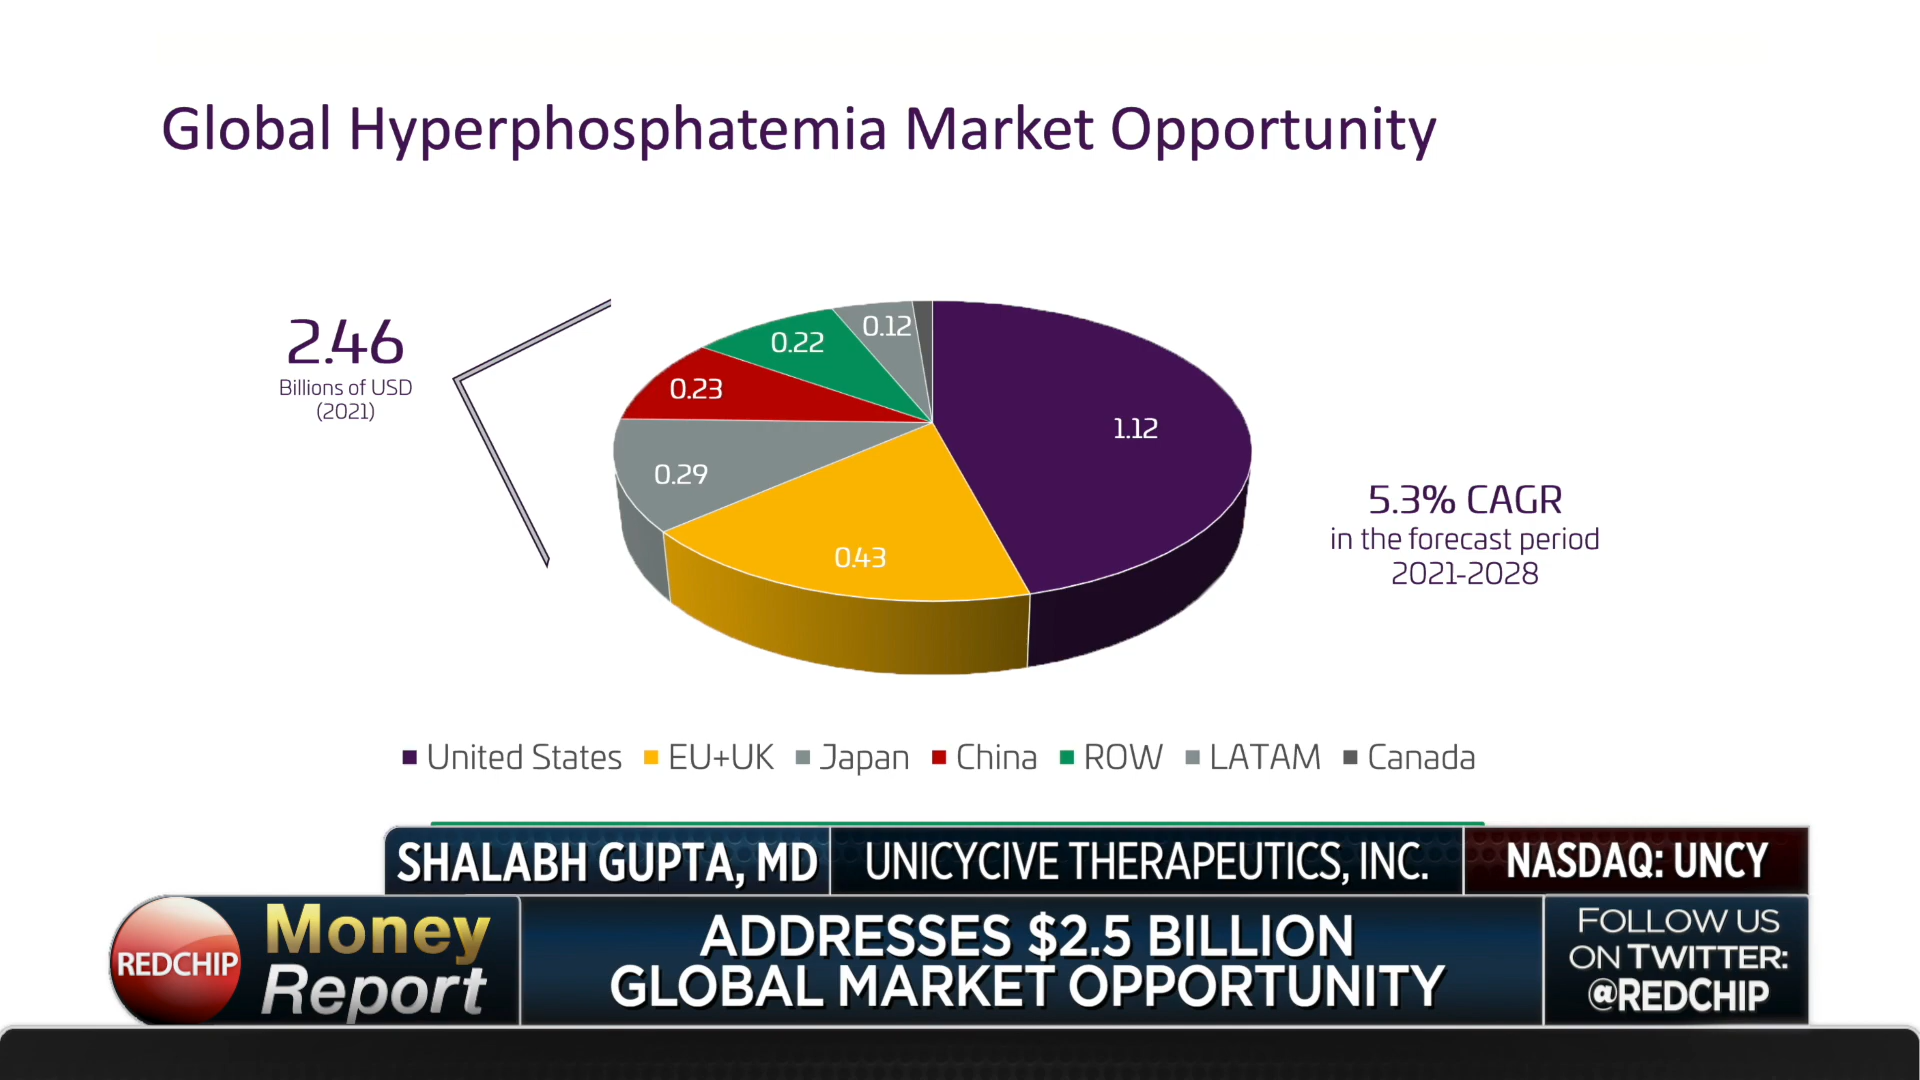 Global Hyperphosphatemia Market Opportunity
2.46
Billions of USD
(2021)
0.12
0.22
0.23
1.12
0.29
0.43
5.3% CAGR
in the forecast period
2021-2028
United States EU+UK Japan China ROW LATAM Canada
SHALABH GUPTA, MD UNICYCIVE THERAPEUTICS, INC. NASDAQ: UNCY
REDCHIP
Money
Report
ADDRESSES $2.5 BILLION
GLOBAL MARKET OPPORTUNITY
FOLLOW US
ON TWITTER:
@REDCHIP